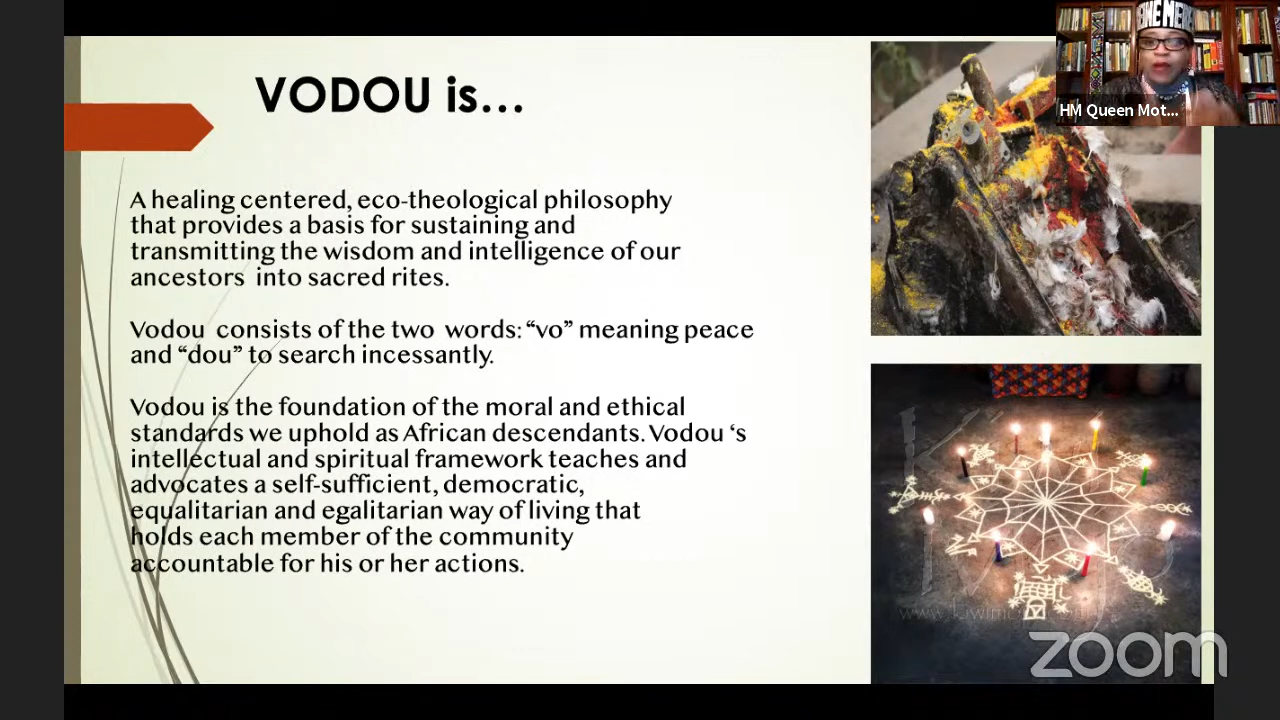 VODOU is...
A healing centered, eco-theological philosophy
that provides a basis for sustaining and
transmitting the wisdom and intelligence of our
ancestors into sacred rites.
Vodou consists of the two words: “vo” meaning peace
and “dou” to search incessantly.
Vodou is the foundation of the moral and ethical
standards we uphold as African descendants. Vodou ‘s
intellectual and spiritual framework teaches and
advocates a self-sufficient, democratic,
equalitarian and egalitarian way of living that
holds each member of the community
accountable for his or her actions.
HM Queen Mot...
zoom